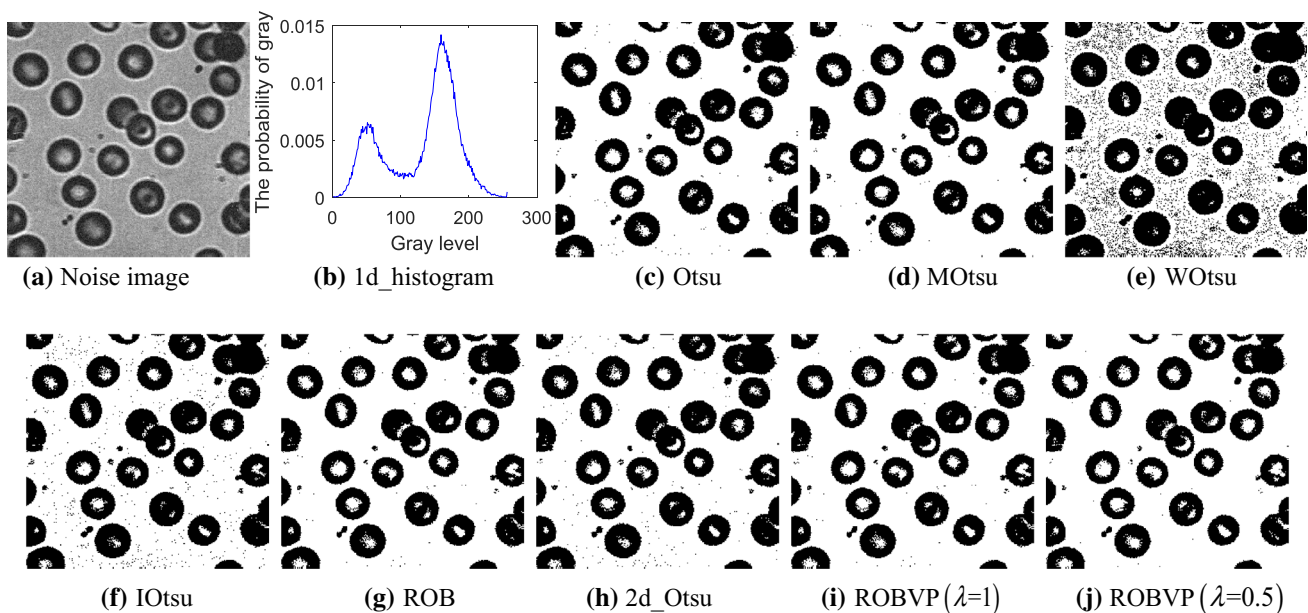 0.015
0.01
0.005
0
0 100 200 300
The probability of gray
Gray level
(a) Noise image
(b) 1d_histogram
(c) Otsu
(d) MOtsu
(e) WOtsu
(f) IOtsu
(g) ROB
(h) 2d_Otsu
(i) ROBVP (λ=1)
(j) ROBVP (λ=0.5)